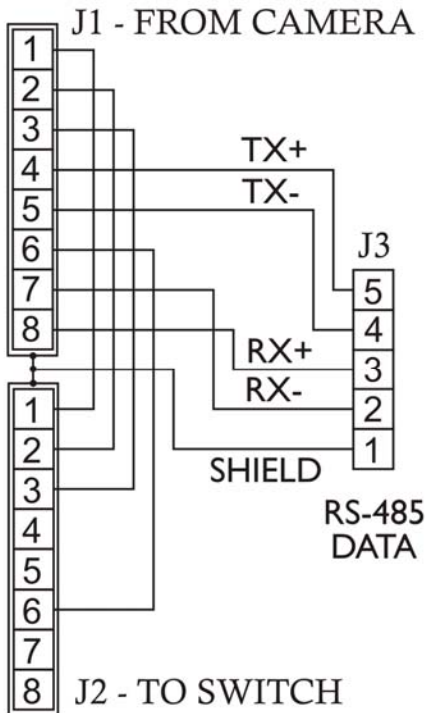 J1 - FROM CAMERA
1
2
3
4
5
6
7
8
TX+
TX-
RX+
RX-
SHIELD
J3
5
4
3
2
1
RS-485
DATA
1
2
3
4
5
6
7
8
J2 - TO SWITCH